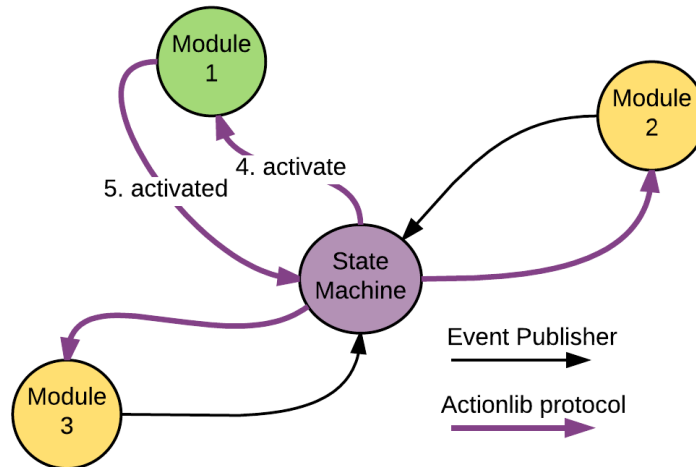 Module
1
Module
2
4. activate
5. activated
State
Machine
Event Publisher
Module
3
Actionlib protocol